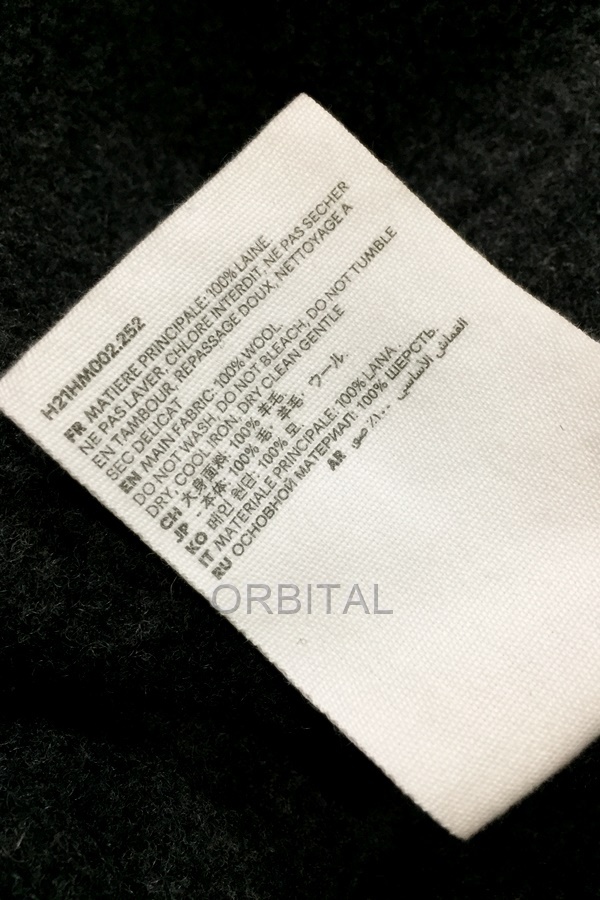 H21HM002.252
FR MATIERE PRINCIPALE: 100% LAINE
NE PAS LAVER, CHLORE INTERDIT, NE PAS SECHER
EN TAMBOUR, REPASSAGE DOUX, NETTOYAGE A
SEC DELICAT
EN MAIN FABRIC: 100% WOOL
DO NOT WASH, DO NOT BLEACH, DO NOT TUMBLE
DRY, COOL IRON, DRY CLEAN GENTLE
CH 大身面料: 100% 羊毛
JP ・本体: 100% 毛・羊毛・ウール.
KO 메인 원단: 100% 모
IT MATERIALE PRINCIPALE: 100% LANA.
RU ОСНОВНОЙ МАТЕРИАЛ: 100% ШЕРСТЬ.
AR القماش الأساسي: ١٠٠٪ صوف
ORBITAL